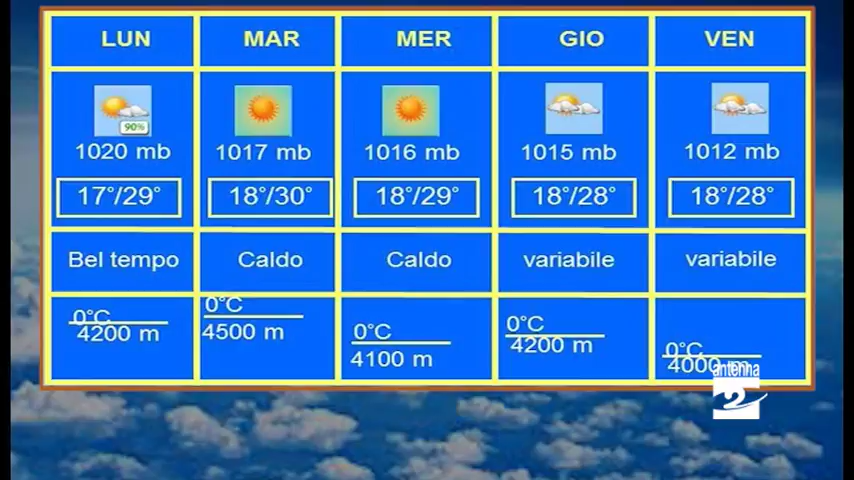 LUN MAR MER GIO VEN
90%
1020 mb 1017 mb 1016 mb 1015 mb 1012 mb
17°/29° 18°/30° 18°/29° 18°/28° 18°/28°
Bel tempo Caldo Caldo variabile variabile
0°C 0°C 0°C 0°C 0°C
4200 m 4500 m 4100 m 4200 m 4000 m
antenna
2